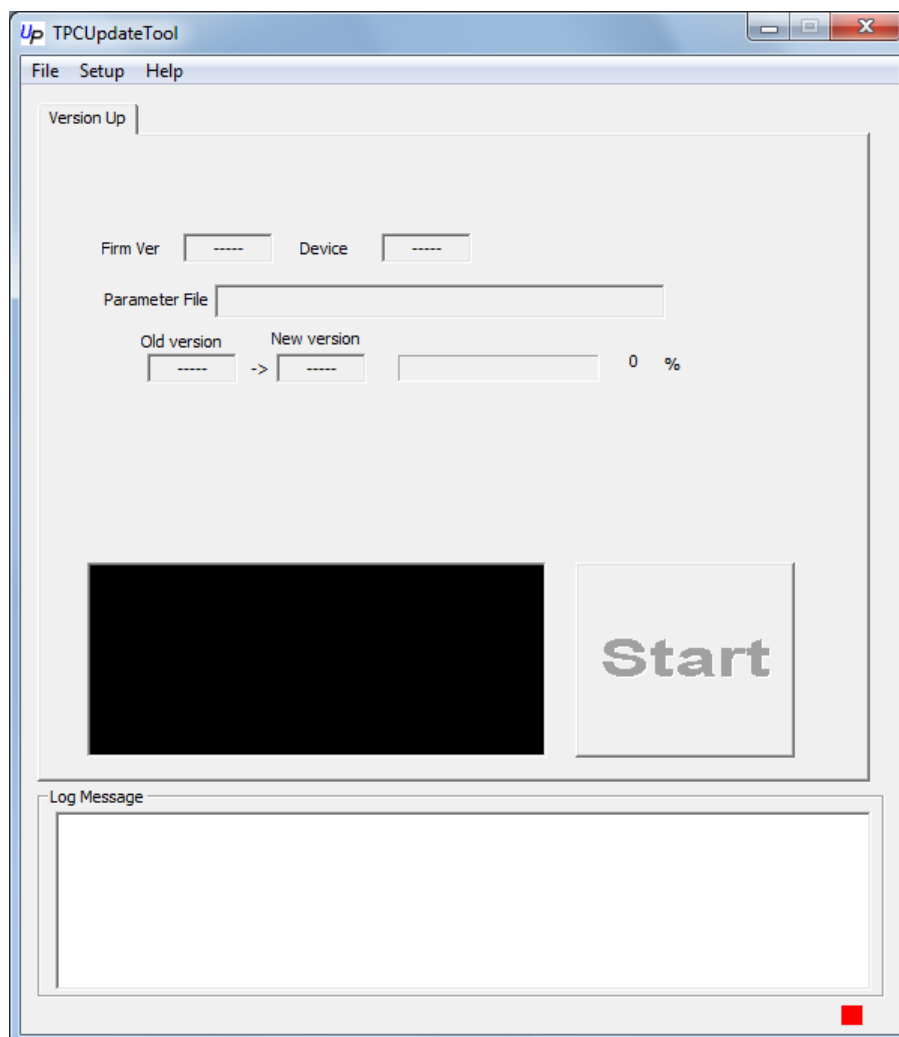 Up TPCUpdateTool
File Setup Help
Version Up
Firm Ver ----- Device -----
Parameter File
Old version New version
----- -> ----- 0 %
Start
Log Message